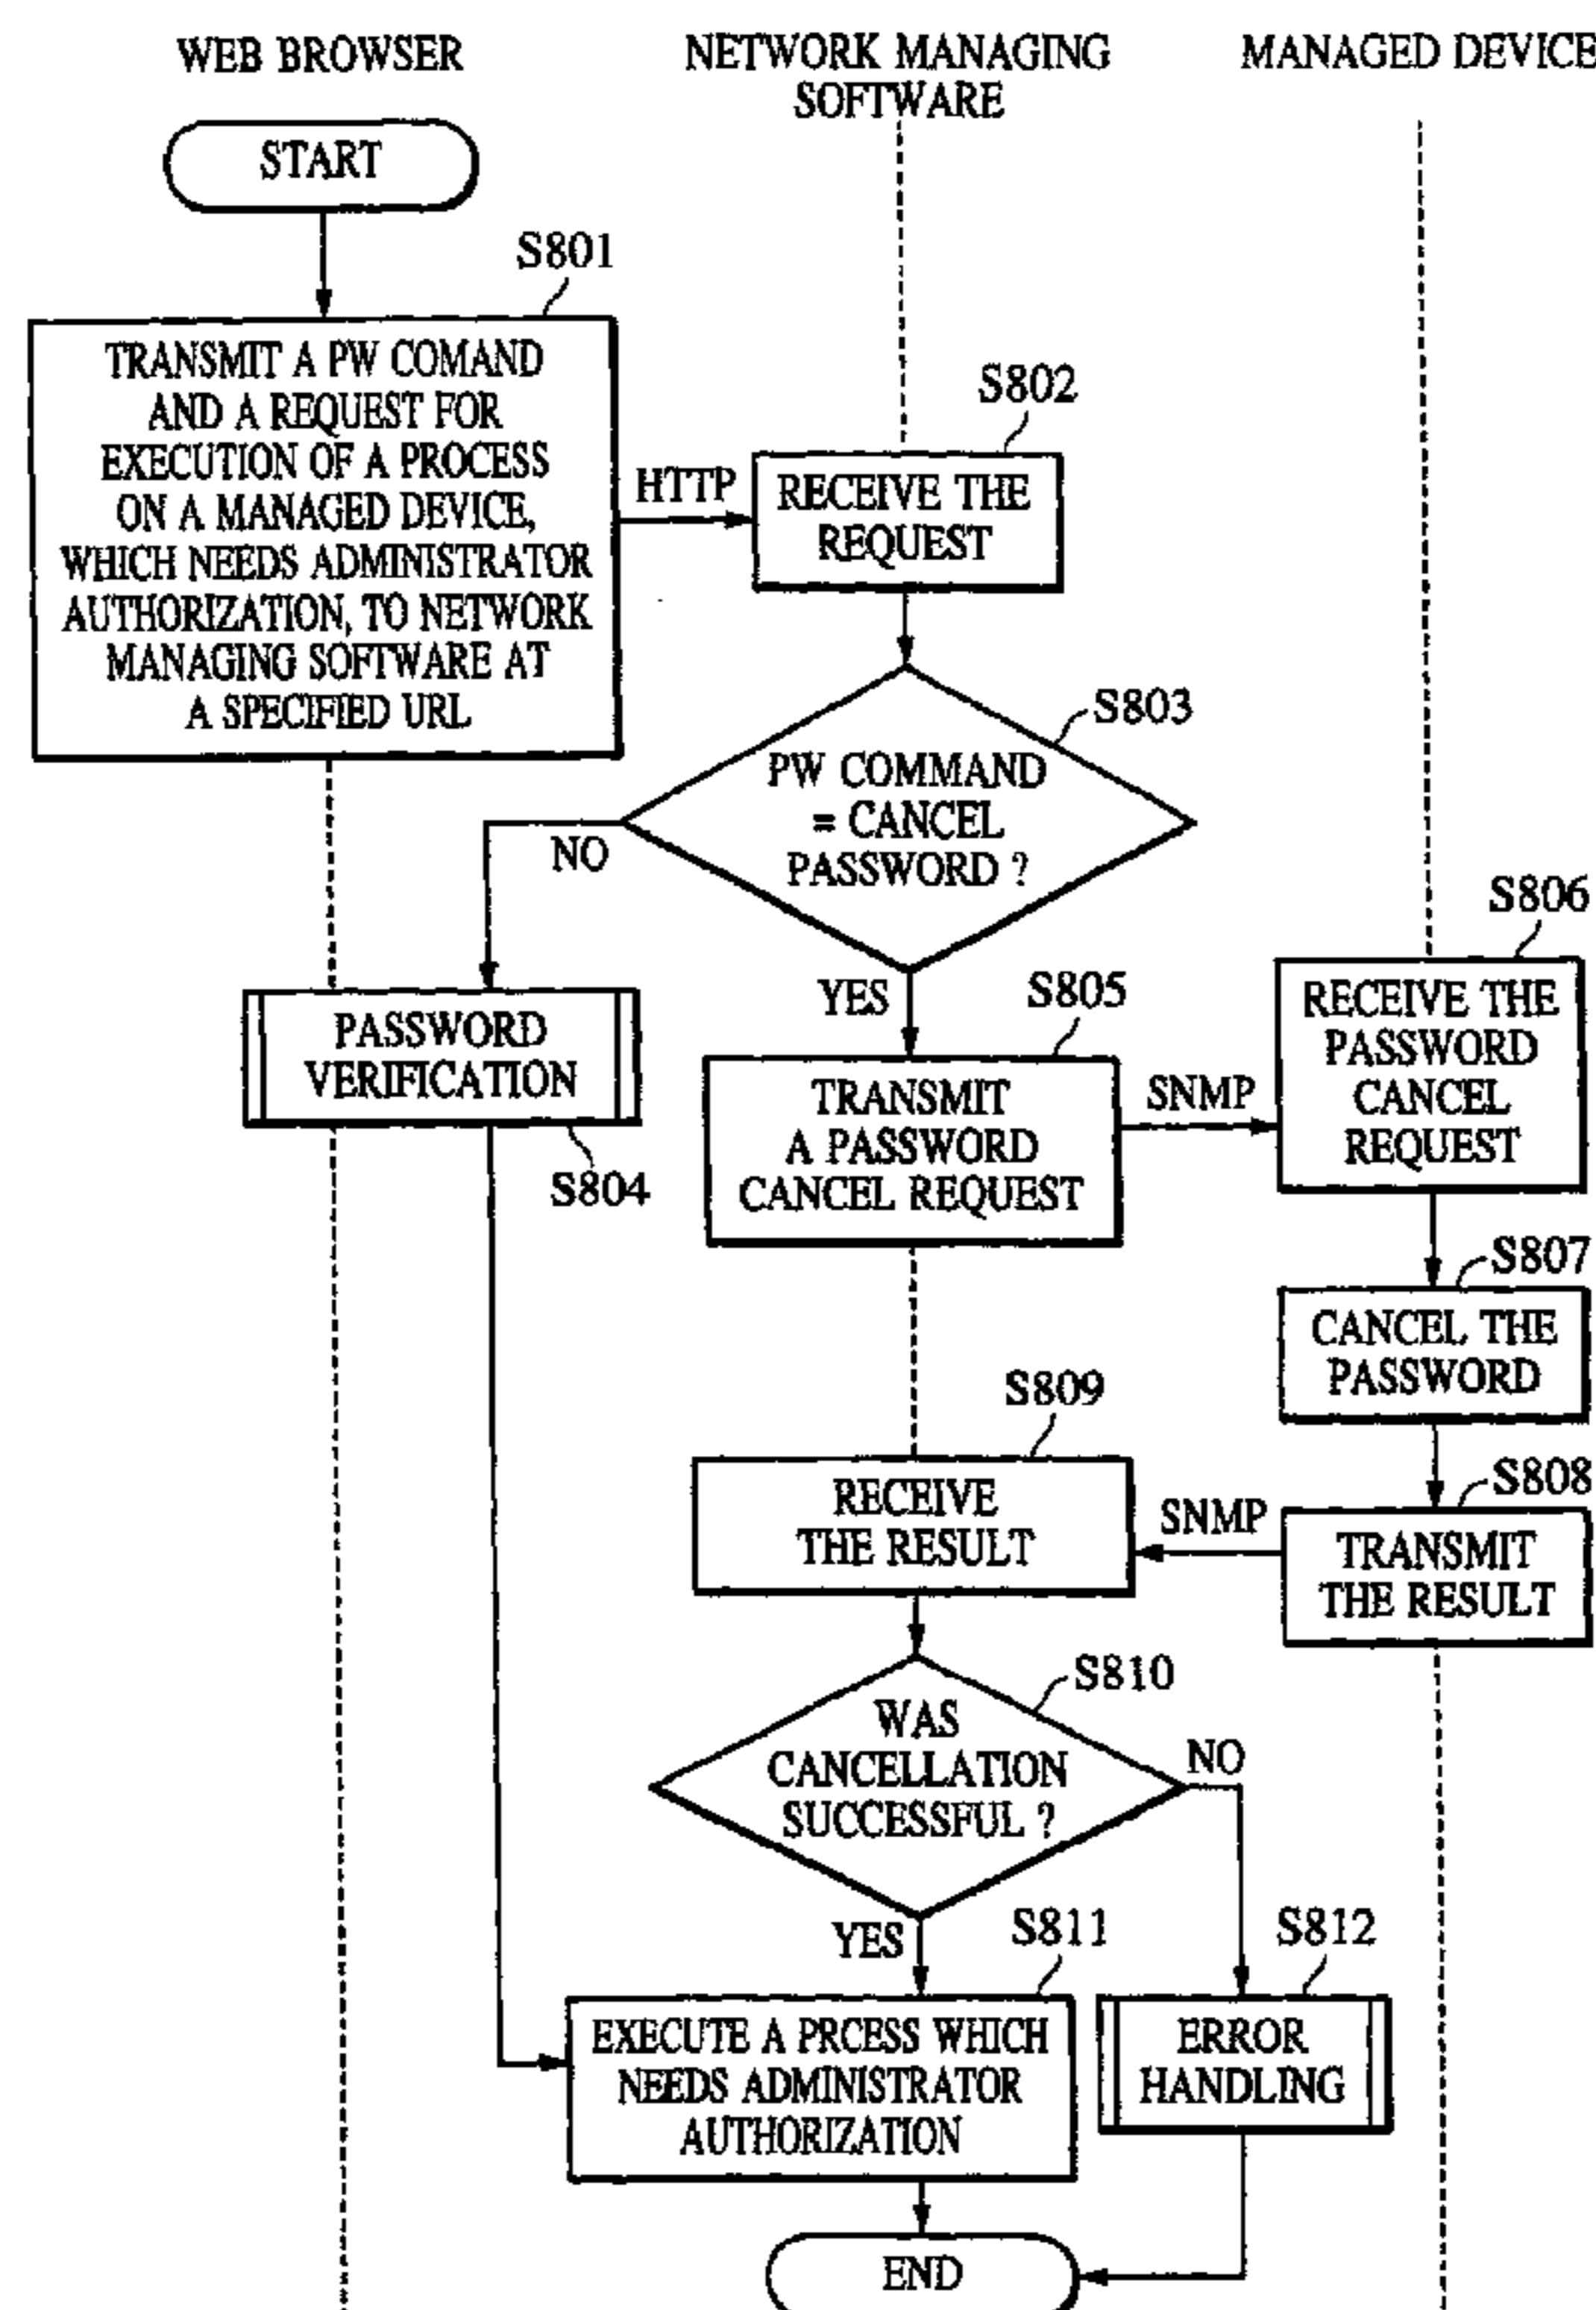 WEB BROWSER
NETWORK MANAGING
SOFTWARE
MANAGED DEVICE
START
S801
TRANSMIT A PW COMAND
AND A REQUEST FOR
EXECUTION OF A PROCESS
ON A MANAGED DEVICE,
WHICH NEEDS ADMINISTRATOR
AUTHORIZATION, TO NETWORK
MANAGING SOFTWARE AT
A SPECIFIED URL
HTTP
S802
RECEIVE THE
REQUEST
S803
PW COMMAND
= CANCEL
PASSWORD ?
NO
YES
PASSWORD
VERIFICATION
S804
S805
TRANSMIT
A PASSWORD
CANCEL REQUEST
SNMP
S806
RECEIVE THE
PASSWORD
CANCEL
REQUEST
S807
CANCEL THE
PASSWORD
S808
TRANSMIT
THE RESULT
SNMP
S809
RECEIVE
THE RESULT
S810
WAS
CANCELLATION
SUCCESSFUL ?
NO
YES
S811
EXECUTE A PRCESS WHICH
NEEDS ADMINISTRATOR
AUTHORIZATION
S812
ERROR
HANDLING
END